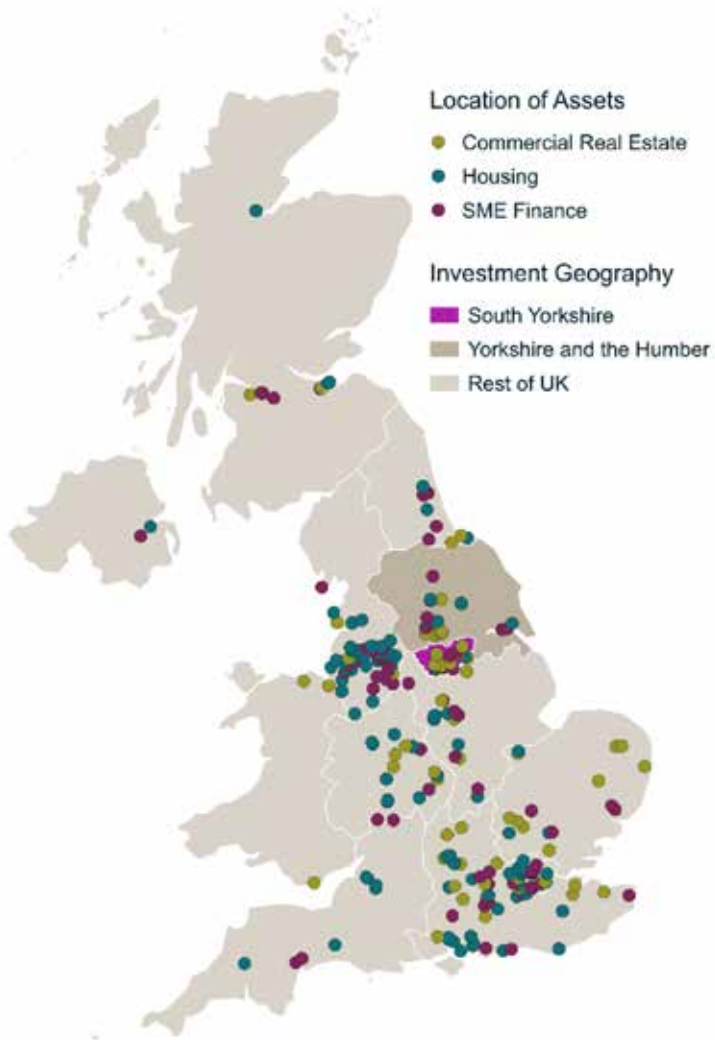 Location of Assets
Commercial Real Estate
Housing
SME Finance
Investment Geography
South Yorkshire
Yorkshire and the Humber
Rest of UK